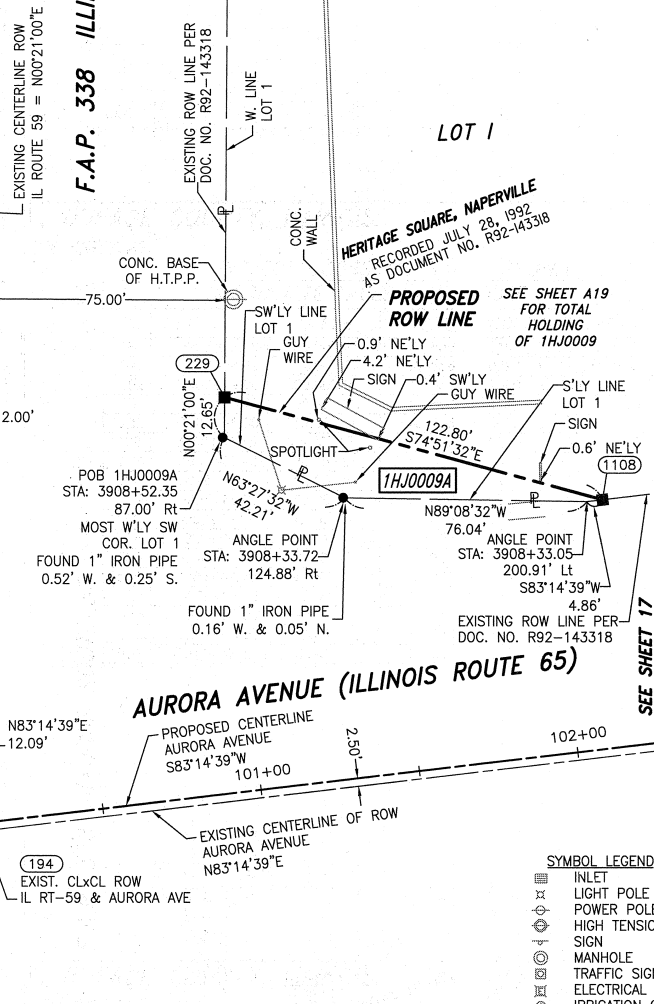 EXISTING CENTERLINE ROW
IL ROUTE 59 = N00°21'00"E
F.A.P. 338
EXISTING ROW LINE PER
DOC. NO. R92-143318
W. LINE
LOT 1
LOT 1
CONC.
WALL
HERITAGE SQUARE, NAPERVILLE
RECORDED JULY 28, 1992
AS DOCUMENT NO. R92-143318
CONC. BASE
OF H.T.P.P.
75.00'
SW'LY LINE
LOT 1
GUY
WIRE
PROPOSED
ROW LINE
SEE SHEET A19
FOR TOTAL
HOLDING
OF 1HJ0009
0.9' NE'LY
4.2' NE'LY
SIGN
0.4' SW'LY
GUY WIRE
S'LY LINE
LOT 1
SIGN
0.6' NE'LY
229
1108
2.00'
N00°21'00"E
12.65'
122.80'
S74°51'32"E
SPOTLIGHT
1HJ0009A
N63°27'32"W
42.21'
N89°08'32"W
76.04'
POB 1HJ0009A
STA: 3908+52.35
87.00' Rt
MOST W'LY SW
COR. LOT 1
FOUND 1" IRON PIPE
0.52' W. & 0.25' S.
ANGLE POINT
STA: 3908+33.72
124.88' Rt
FOUND 1" IRON PIPE
0.16' W. & 0.05' N.
ANGLE POINT
STA: 3908+33.05
200.91' Lt
S83°14'39"W
4.86'
EXISTING ROW LINE PER
DOC. NO. R92-143318
SEE SHEET 17
AURORA AVENUE (ILLINOIS ROUTE 65)
N83°14'39"E
12.09'
PROPOSED CENTERLINE
AURORA AVENUE
S83°14'39"W
101+00
2.50'
102+00
EXISTING CENTERLINE OF ROW
AURORA AVENUE
N83°14'39"E
194
EXIST. CLxCL ROW
IL RT-59 & AURORA AVE
SYMBOL LEGEND
INLET
LIGHT POLE
POWER POLE
HIGH TENSIO
SIGN
MANHOLE
TRAFFIC SIG
ELECTRICAL